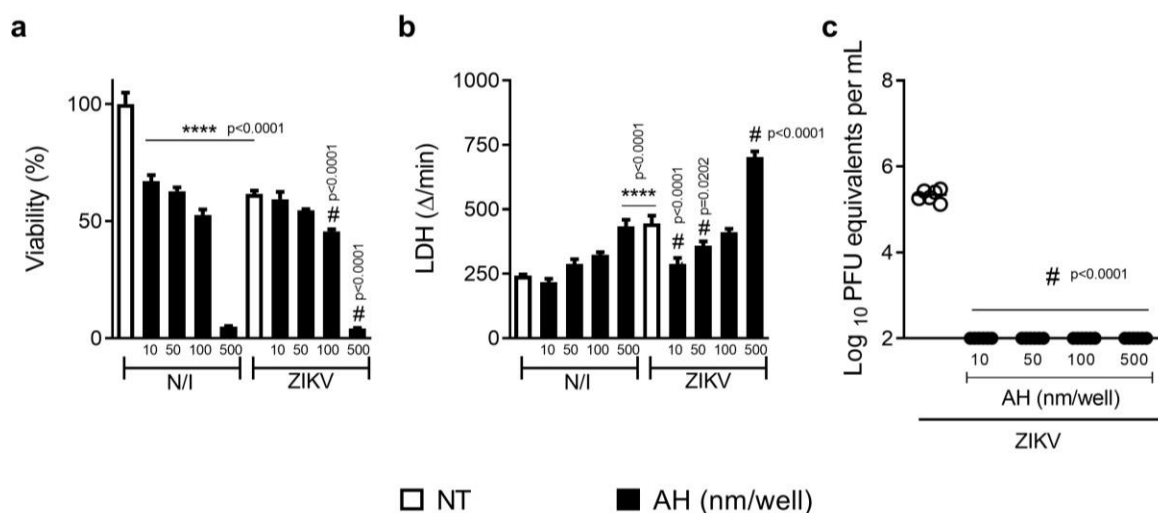 a
100
50
0
Viability (%)
**** p<0.0001
# p<0.0001
# p<0.0001
10 50 100 500 10 50 100 500
N/I ZIKV
b
1000
750
500
250
0
LDH (Δ/min)
p<0.0001
****
# p<0.0001
# p=0.0202
# p<0.0001
10 50 100 500 10 50 100 500
N/I ZIKV
c
8
6
4
2
Log 10 PFU equivalents per mL
# p<0.0001
10 50 100 500
AH (nm/well)
ZIKV
NT AH (nm/well)